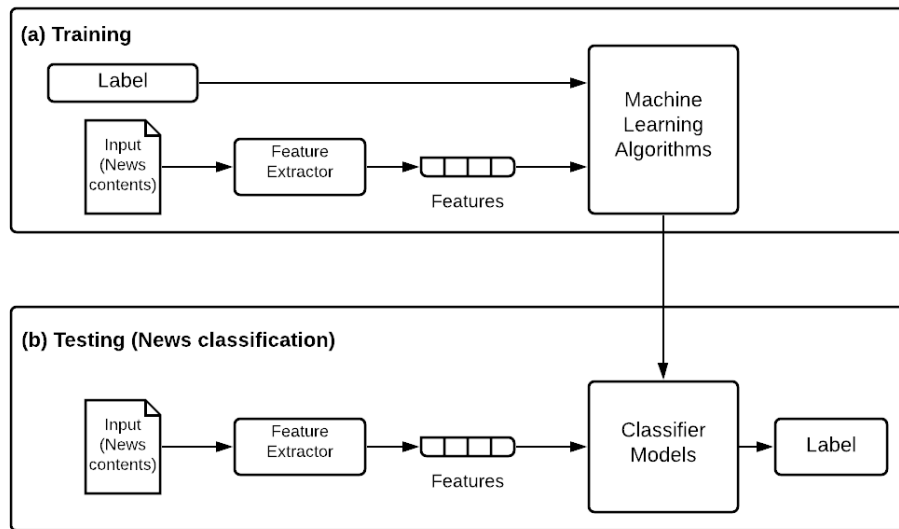 (a) Training
Label
Machine
Learning
Algorithms
Input
(News
contents)
Feature
Extractor
Features
(b) Testing (News classification)
Input
(News
contents)
Feature
Extractor
Features
Classifier
Models
Label